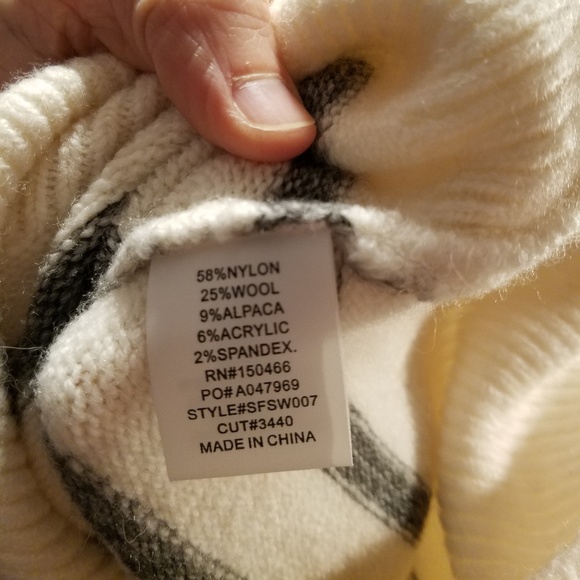 58%NYLON
25%WOOL
9%ALPACA
6%ACRYLIC
2%SPANDEX.
RN#150466
PO# A047969
STYLE#SFSW007
CUT#3440
MADE IN CHINA